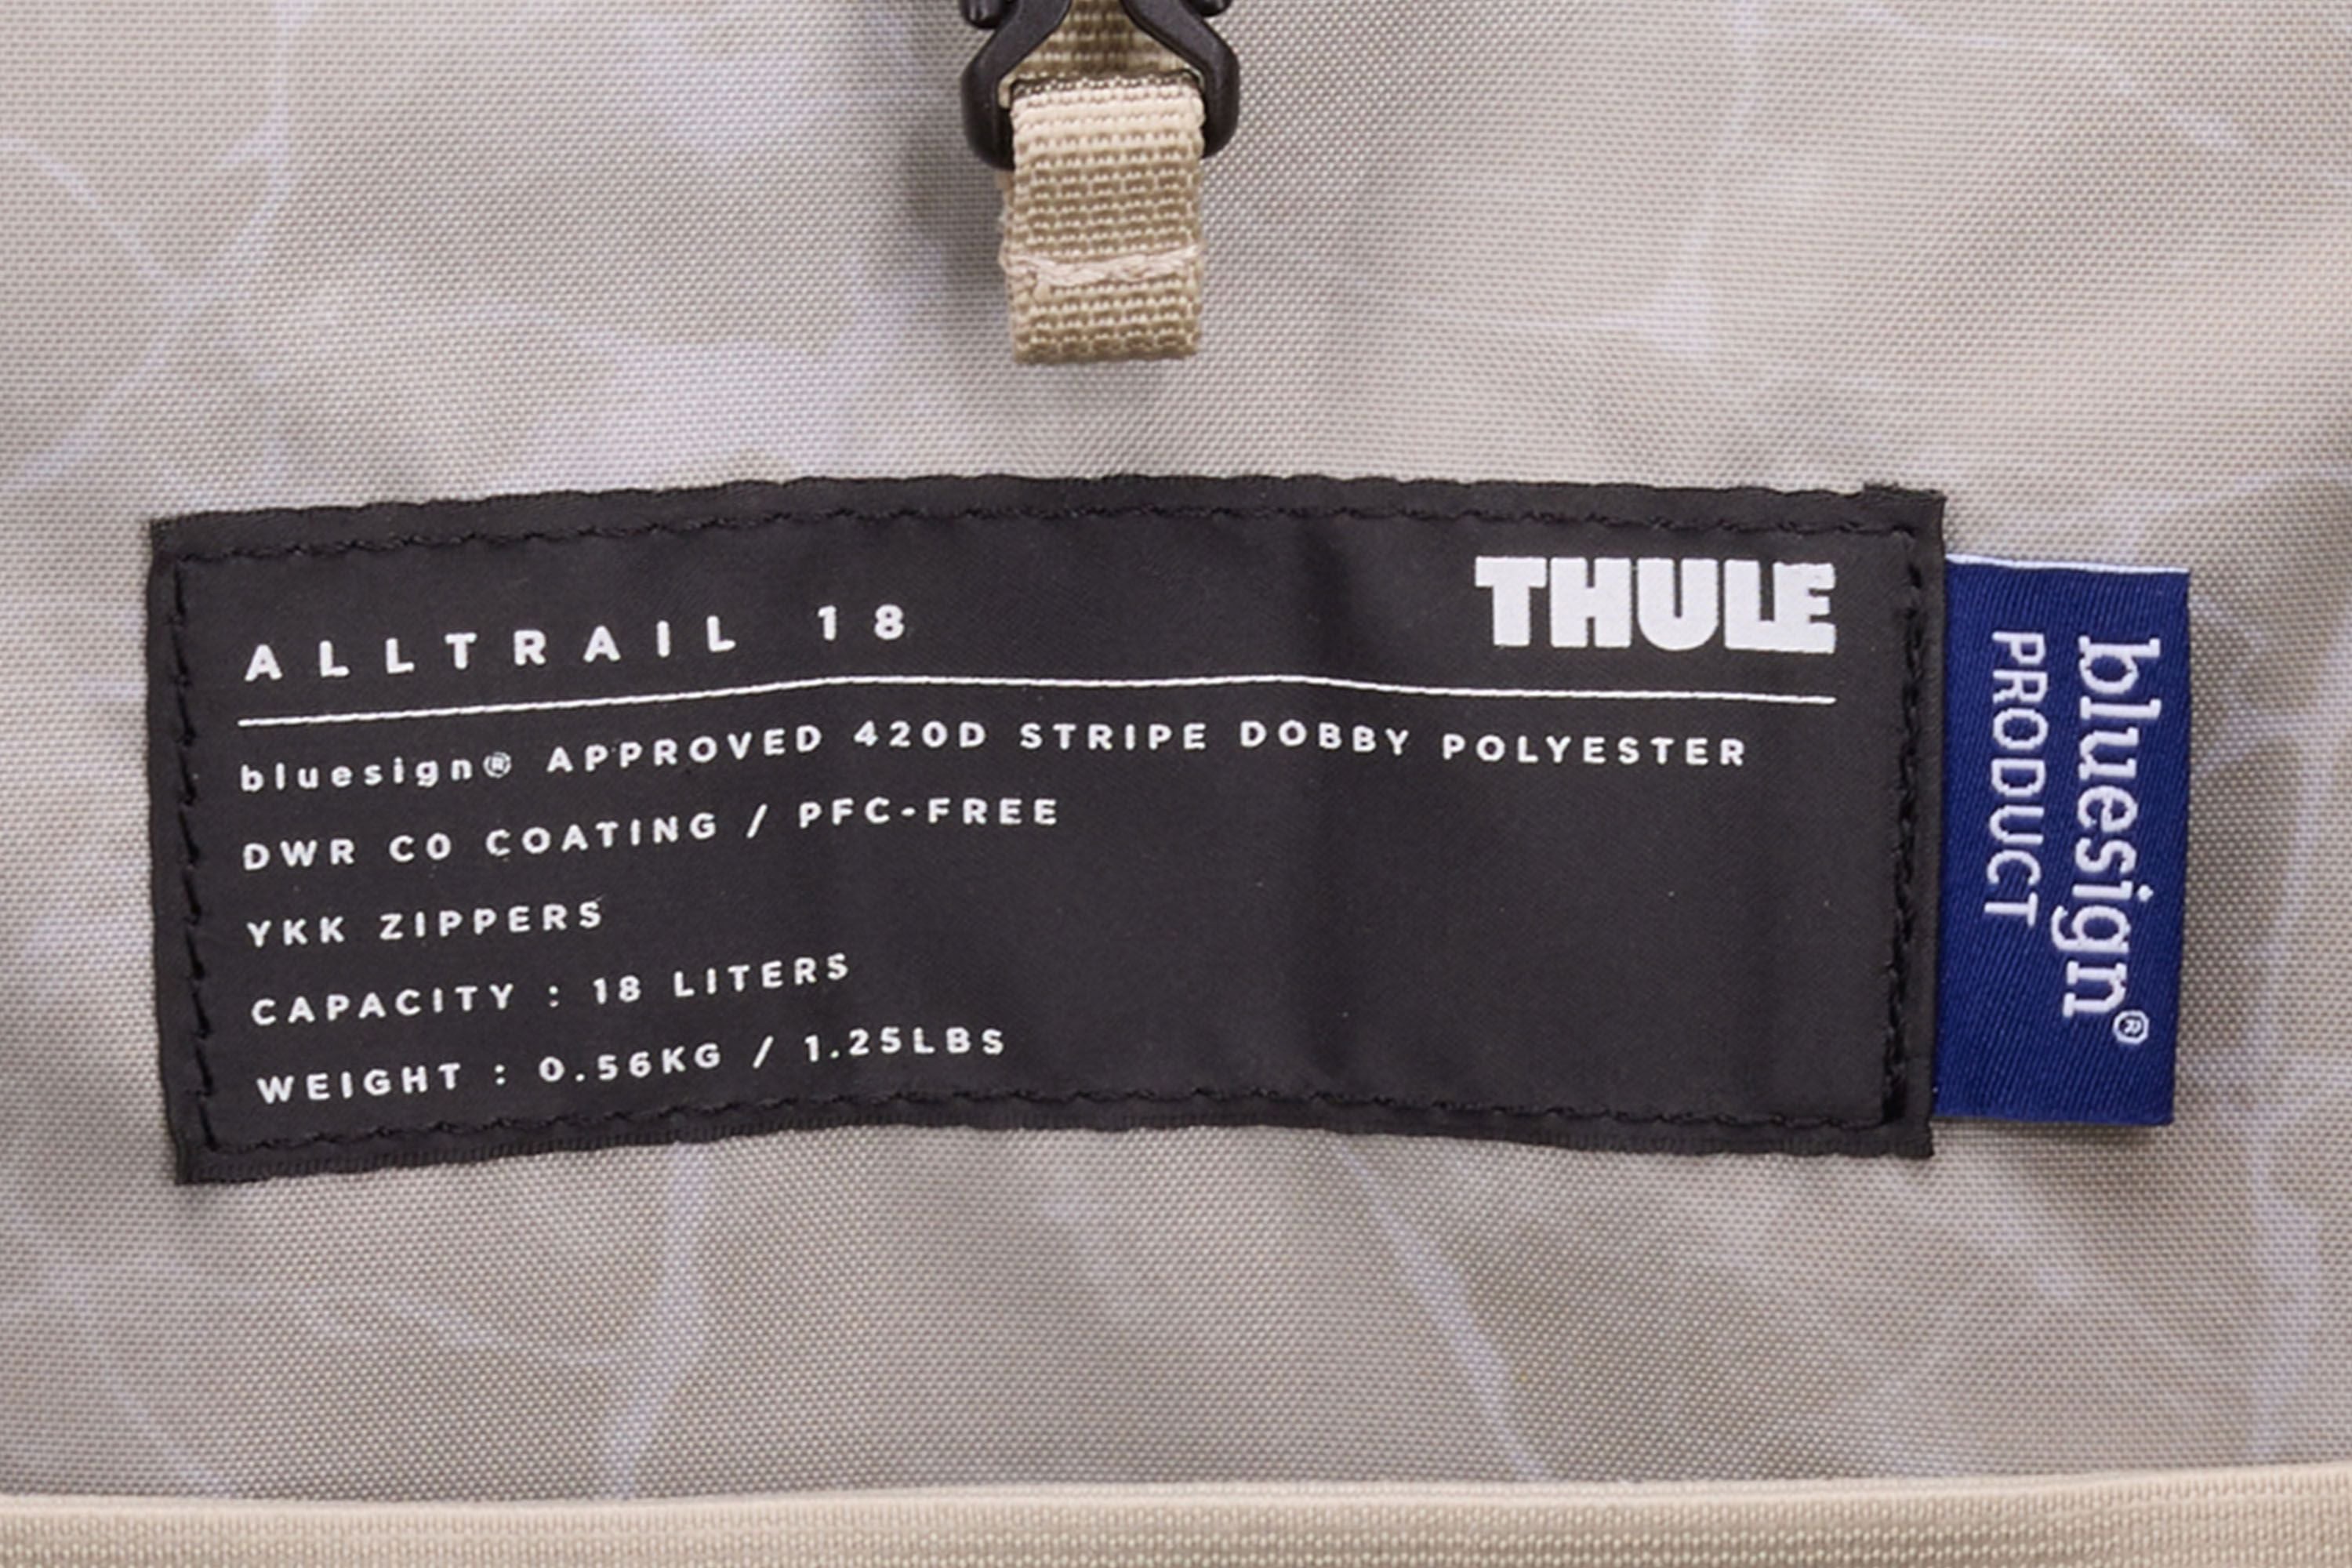 ALLTRAIL 18
THULE
bluesign® APPROVED 420D STRIPE DOBBY POLYESTER
DWR C0 COATING / PFC-FREE
YKK ZIPPERS
CAPACITY : 18 LITERS
WEIGHT : 0.56KG / 1.25LBS
bluesign®
PRODUCT